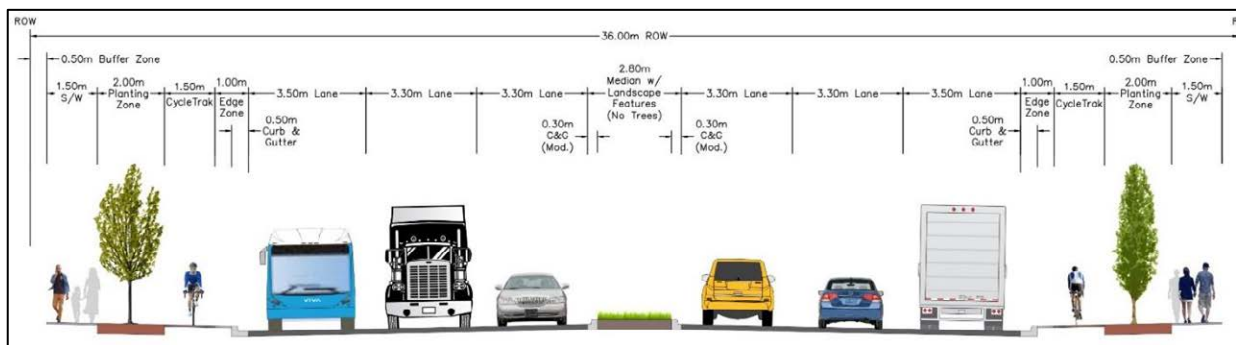 ROW
36.00m ROW
0.50m Buffer Zone
0.50m Buffer Zone
1.50m
S/W
2.00m
Planting
Zone
1.50m
CycleTrak
1.00m
Edge
Zone
0.50m
Curb &
Gutter
3.50m Lane
3.30m Lane
3.30m Lane
0.30m
C&G
(Mod.)
2.80m
Median w/
Landscape
Features
(No Trees)
0.30m
C&G
(Mod.)
3.30m Lane
3.30m Lane
3.50m Lane
0.50m
Curb &
Gutter
1.00m
Edge
Zone
1.50m
CycleTrak
2.00m
Planting
Zone
1.50m
S/W
VIVA